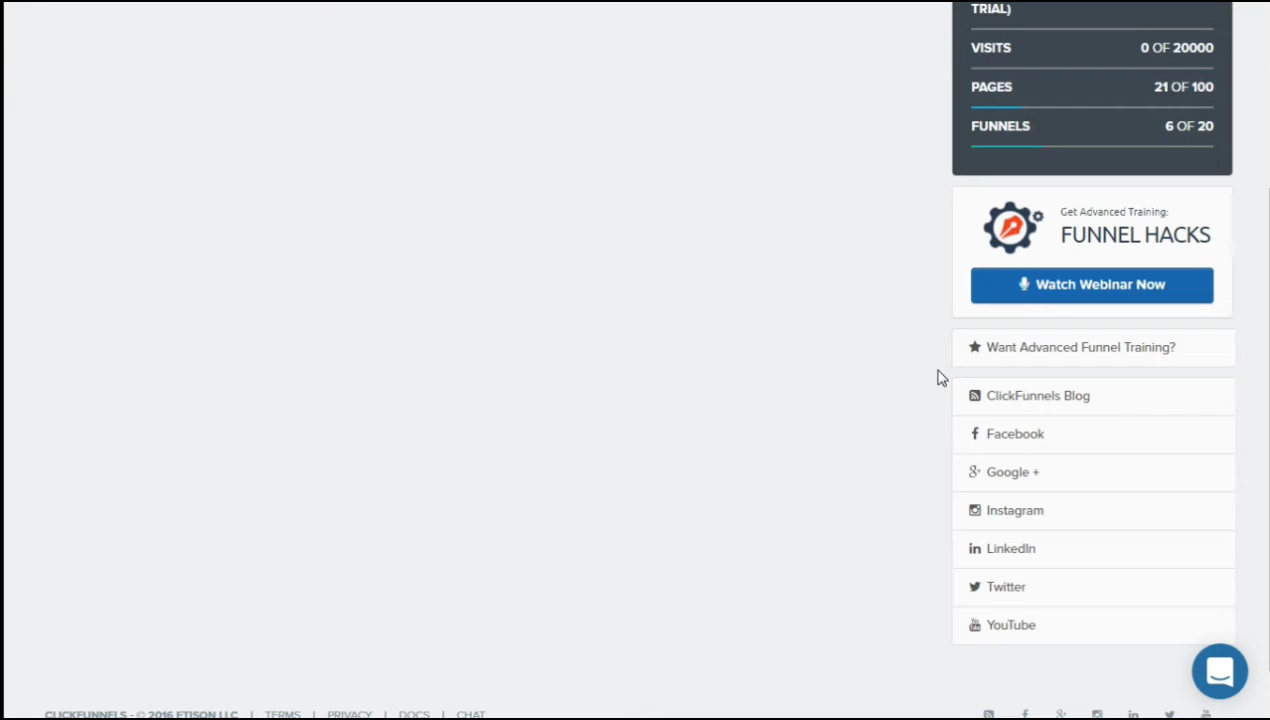 TRIAL)
VISITS 0 OF 20000
PAGES 21 OF 100
FUNNELS 6 OF 20
Get Advanced Training:
FUNNEL HACKS
Watch Webinar Now
Want Advanced Funnel Training?
ClickFunnels Blog
Facebook
Google +
Instagram
LinkedIn
Twitter
YouTube
CLICKFUNNELS - © 2016 ETISON LLC | TERMS | PRIVACY | DOCS | CHAT